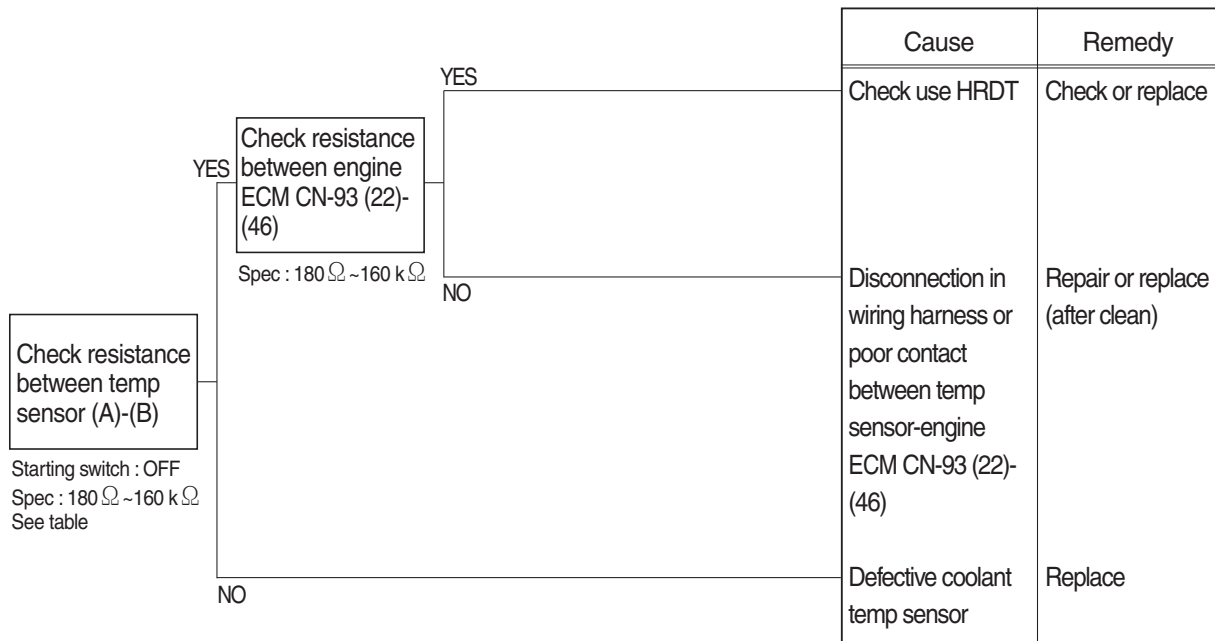 Cause
Remedy
YES
Check use HRDT
Check or replace
Check resistance
between engine
ECM CN-93 (22)-
(46)
YES
Spec : 180 Ω ~160 k Ω
NO
Disconnection in
wiring harness or
poor contact
between temp
sensor-engine
ECM CN-93 (22)-
(46)
Repair or replace
(after clean)
Check resistance
between temp
sensor (A)-(B)
Starting switch : OFF
Spec : 180 Ω ~160 k Ω
See table
NO
Defective coolant
temp sensor
Replace